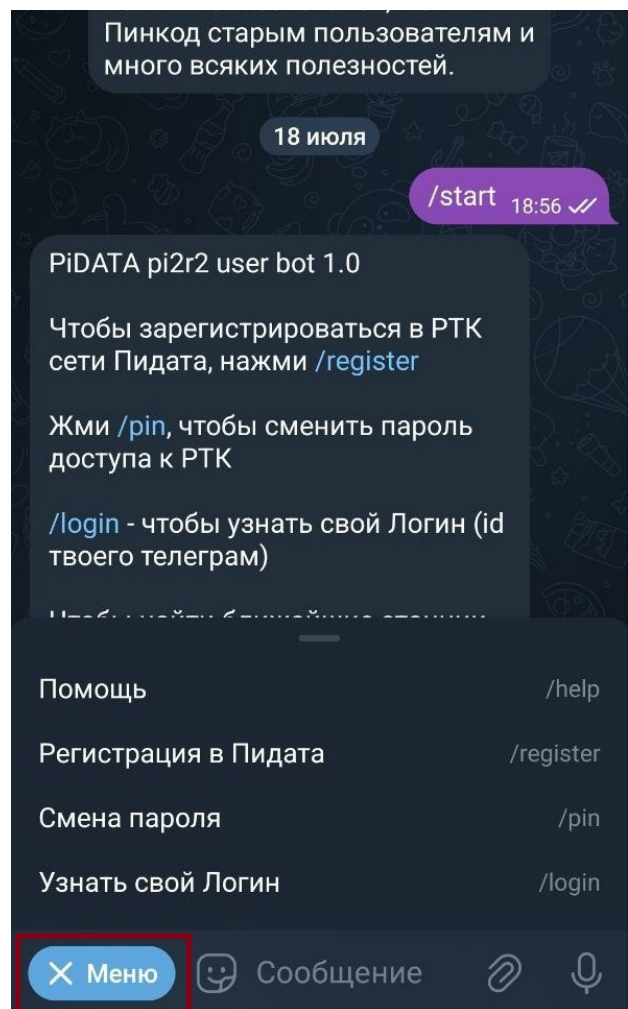 Пинкод старым пользователям и
много всяких полезностей.
18 июля
/start 18:56
PiDATA pi2r2 user bot 1.0
Чтобы зарегистрироваться в РТК
сети Пидата, нажми /register
Жми /pin, чтобы сменить пароль
доступа к РТК
/login - чтобы узнать свой Логин (id
твоего телеграм)
Помощь /help
Регистрация в Пидата /register
Смена пароля /pin
Узнать свой Логин /login
Меню Сообщение